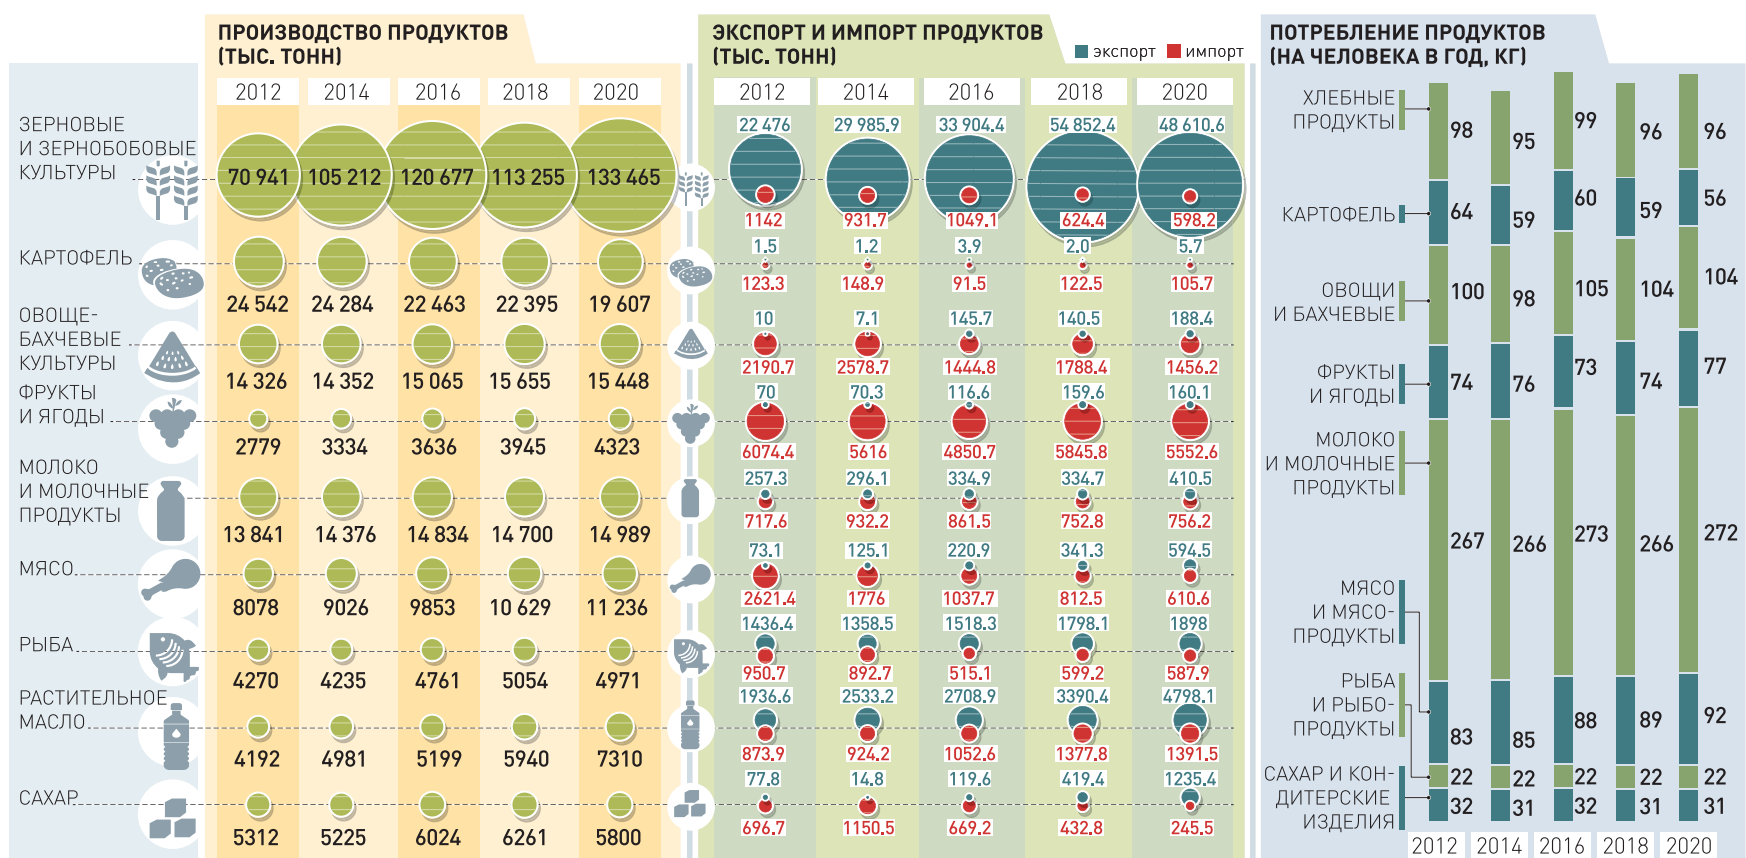 ПРОИЗВОДСТВО ПРОДУКТОВ
(ТЫС. ТОНН)
2012 2014 2016 2018 2020
ЗЕРНОВЫЕ
И ЗЕРНОБОБОВЫЕ
КУЛЬТУРЫ
70 941 105 212 120 677 113 255 133 465
КАРТОФЕЛЬ
24 542 24 284 22 463 22 395 19 607
ОВОЩЕ-
БАХЧЕВЫЕ
КУЛЬТУРЫ
14 326 14 352 15 065 15 655 15 448
ФРУКТЫ
И ЯГОДЫ
2779 3334 3636 3945 4323
МОЛОКО
И МОЛОЧНЫЕ
ПРОДУКТЫ
13 841 14 376 14 834 14 700 14 989
МЯСО
8078 9026 9853 10 629 11 236
РЫБА
4270 4235 4761 5054 4971
РАСТИТЕЛЬНОЕ
МАСЛО
4192 4981 5199 5940 7310
САХАР
5312 5225 6024 6261 5800
ЭКСПОРТ И ИМПОРТ ПРОДУКТОВ
(ТЫС. ТОНН)
экспорт импорт
2012 2014 2016 2018 2020
22 476 29 985.9 33 904.4 54 852.4 48 610.6
1142 931.7 1049.1 624.4 598.2
1.5 1.2 3.9 2.0 5.7
123.3 148.9 91.5 122.5 105.7
10 7.1 145.7 140.5 188.4
2190.7 2578.7 1444.8 1788.4 1456.2
70 70.3 116.6 159.6 160.1
6074.4 5616 4850.7 5845.8 5552.6
257.3 296.1 334.9 334.7 410.5
717.6 932.2 861.5 752.8 756.2
73.1 125.1 220.9 341.3 594.5
2621.4 1776 1037.7 812.5 610.6
1436.4 1358.5 1518.3 1798.1 1898
950.7 892.7 515.1 599.2 587.9
1936.6 2533.2 2708.9 3390.4 4798.1
873.9 924.2 1052.6 1377.8 1391.5
77.8 14.8 119.6 419.4 1235.4
696.7 1150.5 669.2 432.8 245.5
ПОТРЕБЛЕНИЕ ПРОДУКТОВ
(НА ЧЕЛОВЕКА В ГОД, КГ)
ХЛЕБНЫЕ
ПРОДУКТЫ
98 95 99 96 96
КАРТОФЕЛЬ
64 59 60 59 56
ОВОЩИ
И БАХЧЕВЫЕ
100 98 105 104 104
ФРУКТЫ
И ЯГОДЫ
74 76 73 74 77
МОЛОКО
И МОЛОЧНЫЕ
ПРОДУКТЫ
267 266 273 266 272
МЯСО
И МЯСО-
ПРОДУКТЫ
83 85 88 89 92
РЫБА
И РЫБО-
ПРОДУКТЫ
22 22 22 22 22
САХАР И КОН-
ДИТЕРСКИЕ
ИЗДЕЛИЯ
32 31 32 31 31
2012 2014 2016 2018 2020